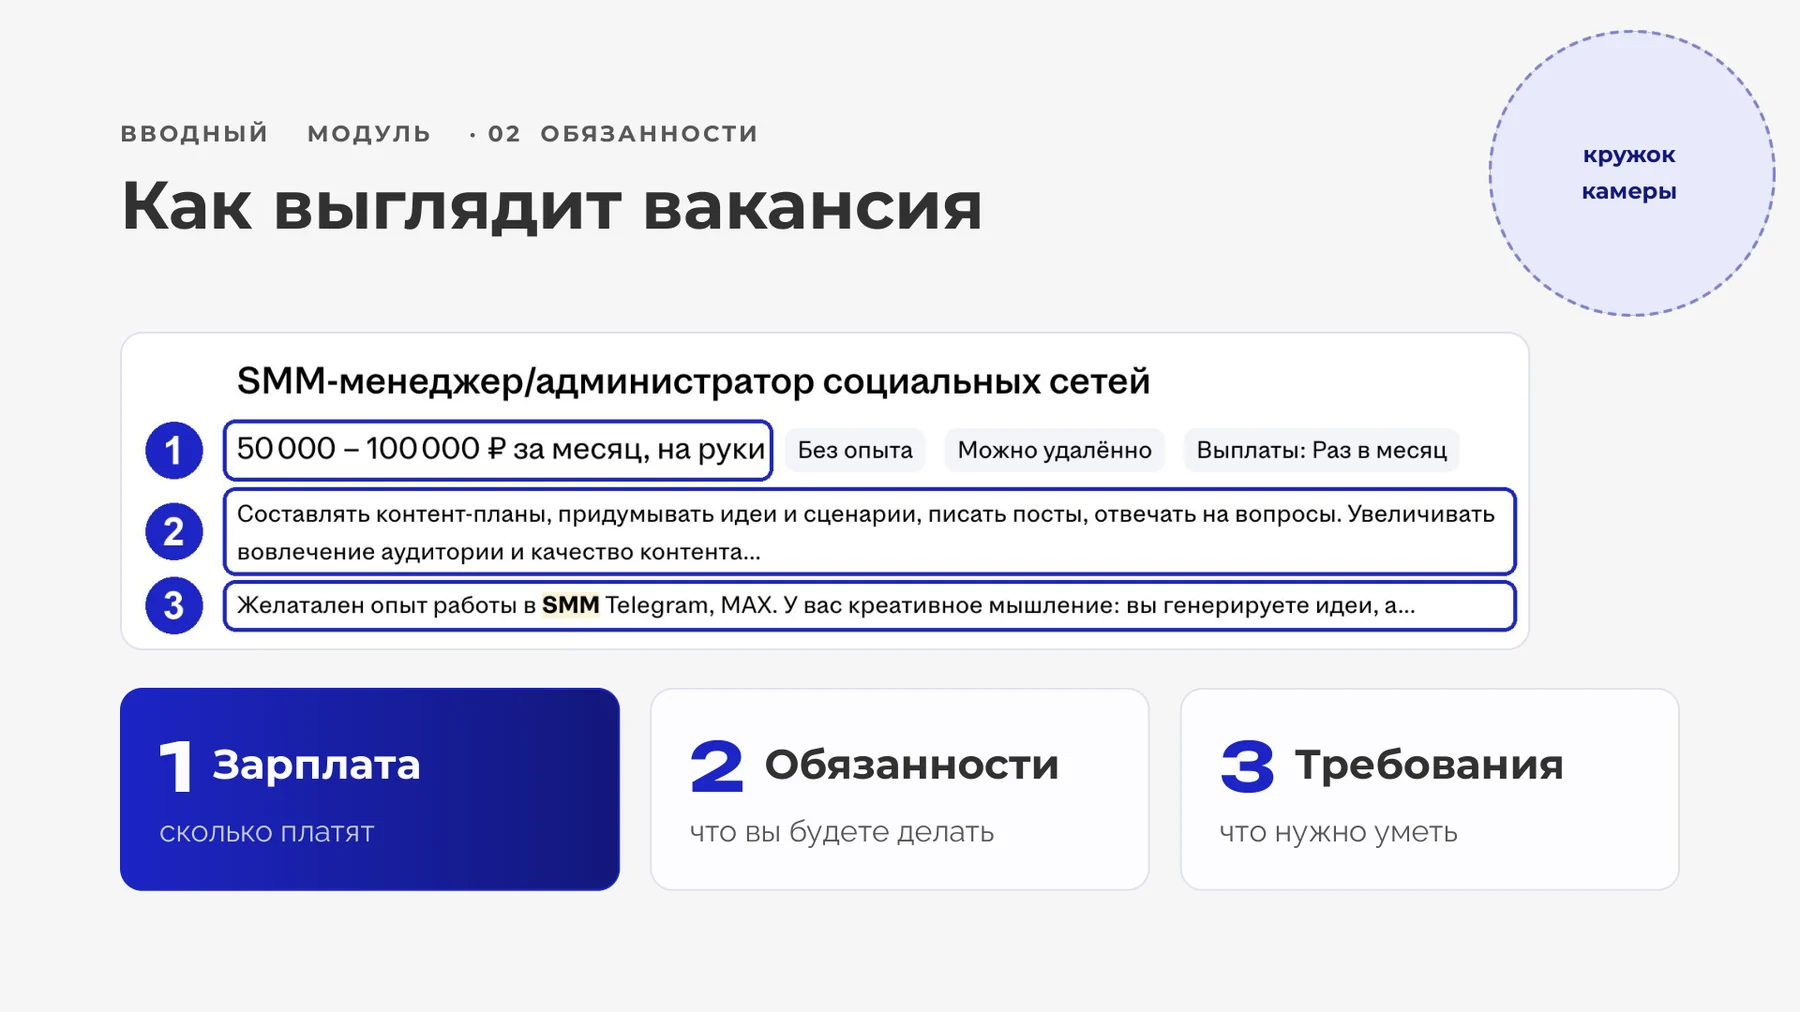 ВВОДНЫЙ МОДУЛЬ · 02 ОБЯЗАННОСТИ
Как выглядит вакансия
кружок
камеры
SMM-менеджер/администратор социальных сетей
1
50 000 – 100 000 ₽ за месяц, на руки
Без опыта
Можно удалённо
Выплаты: Раз в месяц
2
Составлять контент-планы, придумывать идеи и сценарии, писать посты, отвечать на вопросы. Увеличивать
вовлечение аудитории и качество контента...
3
Желатален опыт работы в SMM Telegram, MAX. У вас креативное мышление: вы генерируете идеи, а...
1 Зарплата
сколько платят
2 Обязанности
что вы будете делать
3 Требования
что нужно уметь